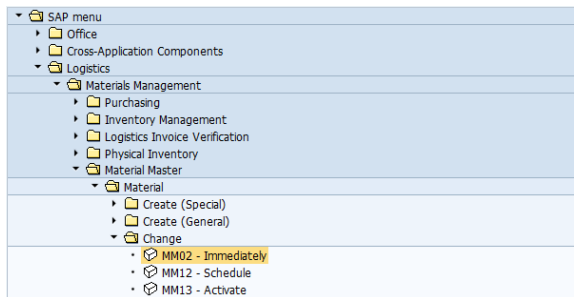 SAP menu
Office
Cross-Application Components
Logistics
Materials Management
Purchasing
Inventory Management
Logistics Invoice Verification
Physical Inventory
Material Master
Material
Create (Special)
Create (General)
Change
MM02 - Immediately
MM12 - Schedule
MM13 - Activate